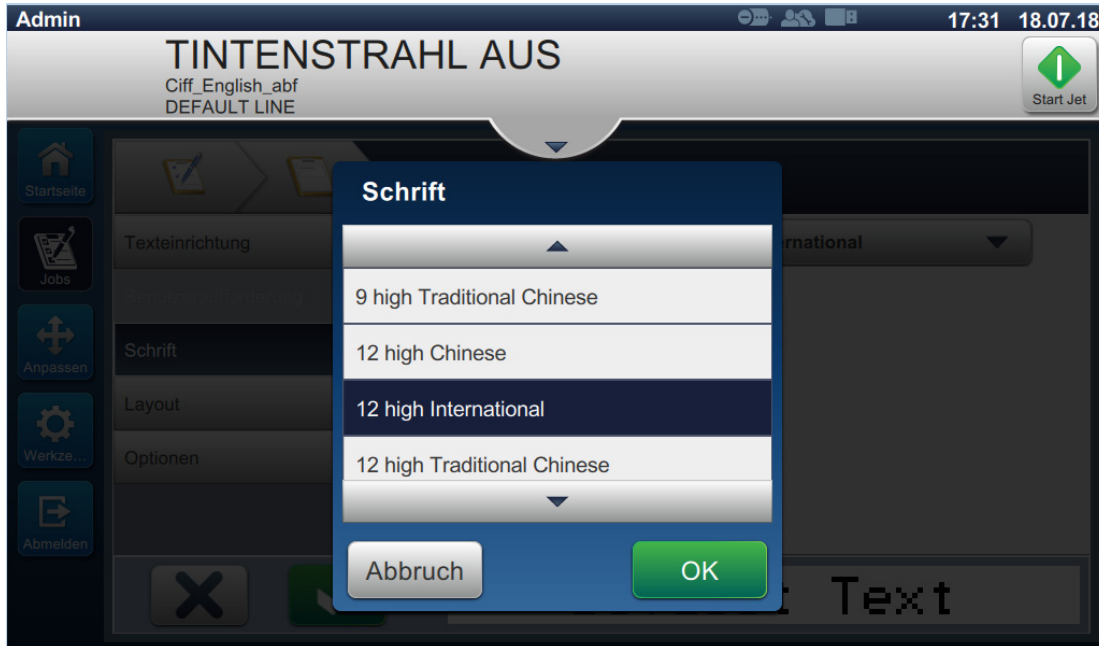 Admin
17:31 18.07.18
TINTENSTRAHL AUS
Ciff_English_abf
DEFAULT LINE
Start Jet
Startseite
Jobs
Anpassen
Werkze...
Abmelden
Texteinrichtung
Schrift
Layout
Optionen
Schrift
9 high Traditional Chinese
12 high Chinese
12 high International
12 high Traditional Chinese
Abbruch
OK
Text